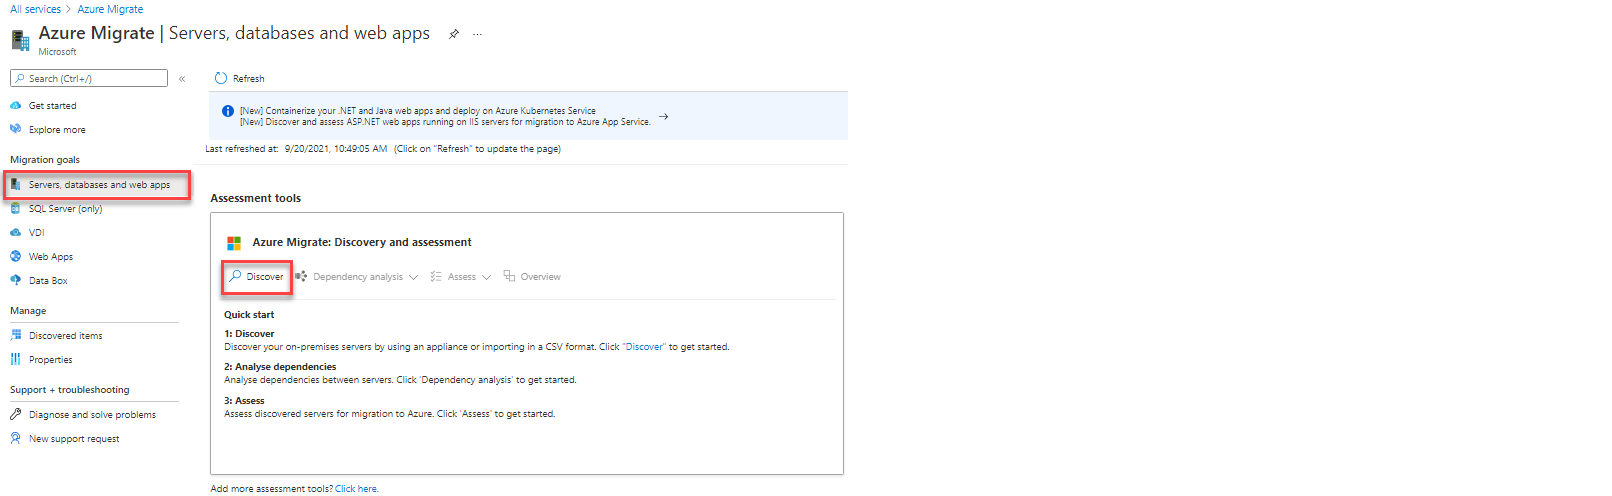 All services > Azure Migrate
Azure Migrate | Servers, databases and web apps
Microsoft
Search (Ctrl+/)
Get started
Explore more
Migration goals
Servers, databases and web apps
SQL Server (only)
VDI
Web Apps
Data Box
Manage
Discovered items
Properties
Support + troubleshooting
Diagnose and solve problems
New support request
Refresh
[New] Containerize your .NET and Java web apps and deploy on Azure Kubernetes Service
[New] Discover and assess ASP.NET web apps running on IIS servers for migration to Azure App Service.
Last refreshed at: 9/20/2021, 10:49:05 AM (Click on "Refresh" to update the page)
Assessment tools
Azure Migrate: Discovery and assessment
Discover Dependency analysis Assess Overview
Quick start
1: Discover
Discover your on-premises servers by using an appliance or importing in a CSV format. Click "Discover" to get started.
2: Analyse dependencies
Analyse dependencies between servers. Click 'Dependency analysis' to get started.
3: Assess
Assess discovered servers for migration to Azure. Click 'Assess' to get started.
Add more assessment tools? Click here.